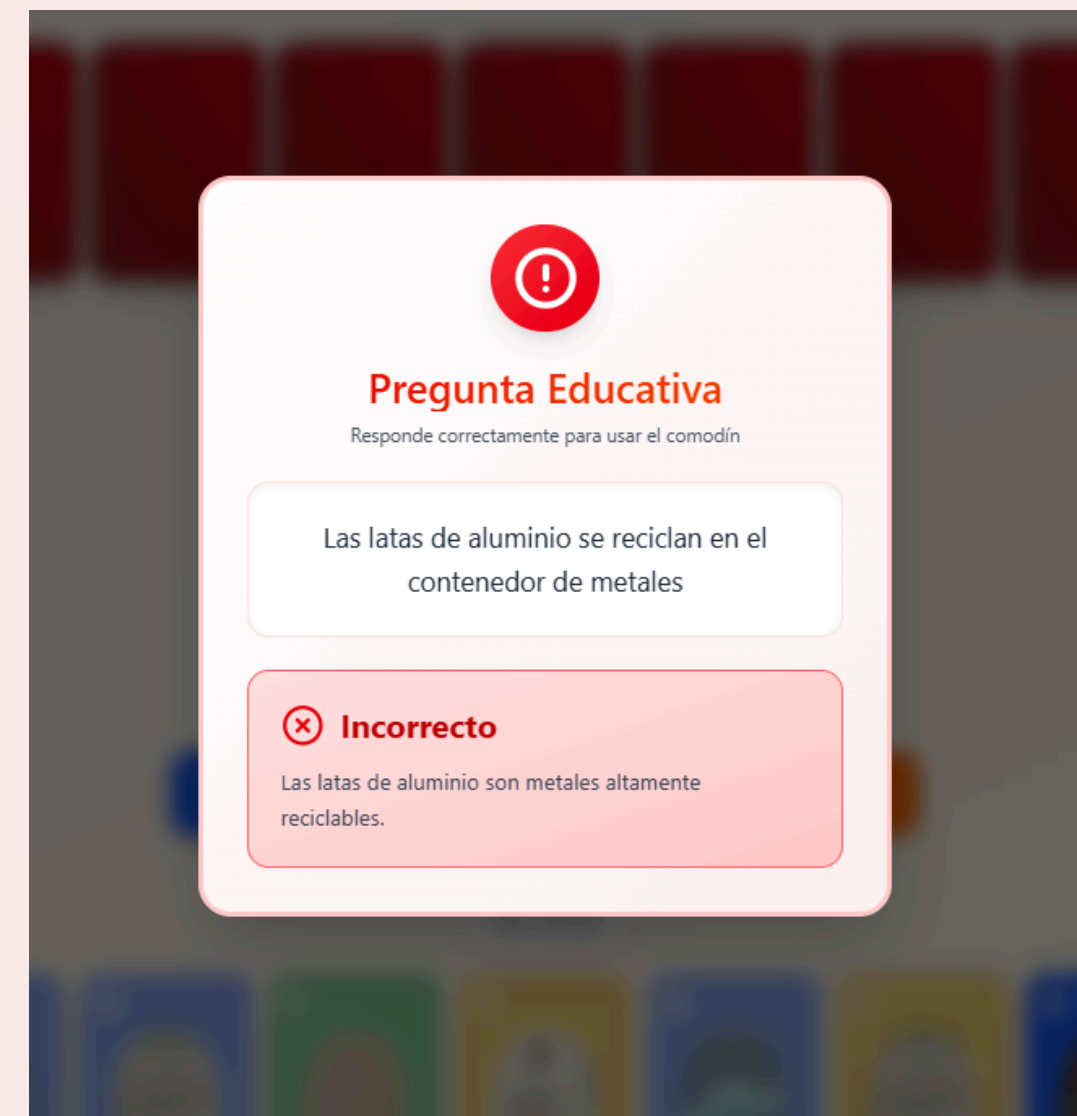 Pregunta Educativa
Responde correctamente para usar el comodín
Las latas de aluminio se reciclan en el
contenedor de metales
Incorrecto
Las latas de aluminio son metales altamente
reciclables.